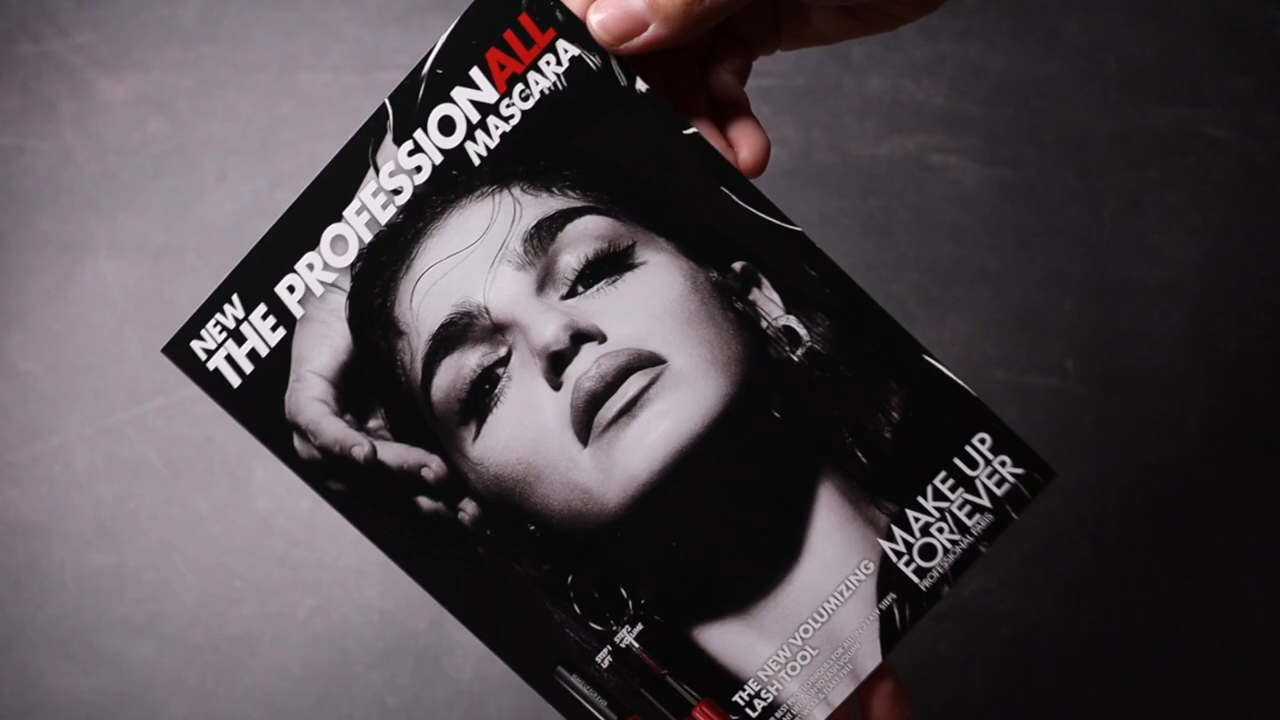 NEW
THE PROFESSIONALL
MASCARA
MAKE UP
FOR/EVER
PROFESSIONAL PARIS
STEP 1
LIFT
STEP 2
VOLUME
THE NEW VOLUMIZING
LASH TOOL